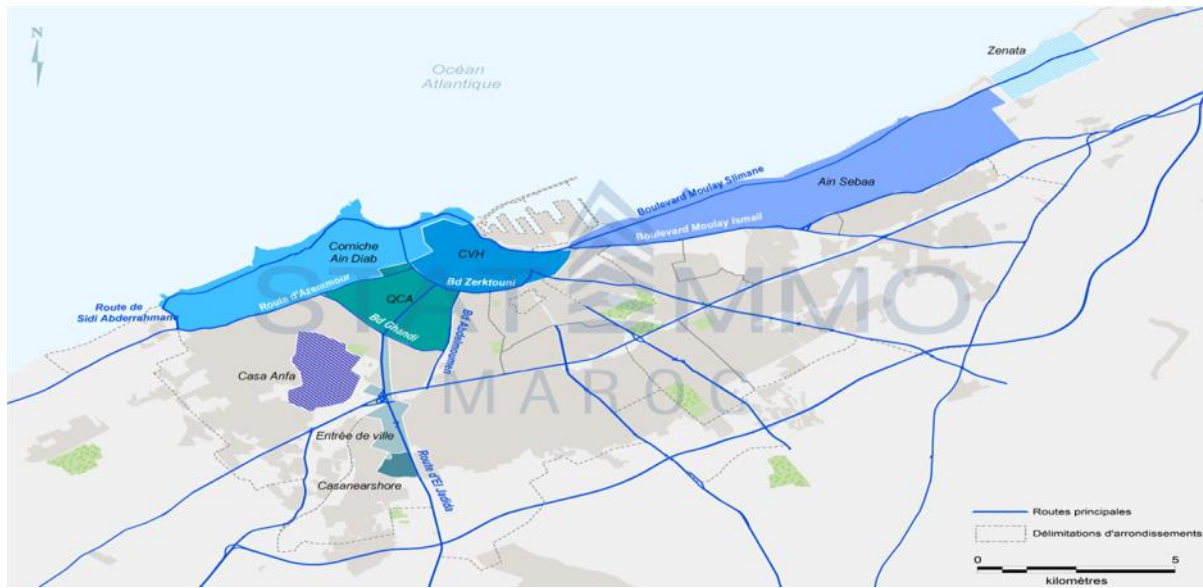 N
Océan
Atlantique
Zenata
Ain Sebaa
Boulevard Moulay Slimane
Boulevard Moulay Ismail
Corniche
Ain Diab
CVH
Bd Zerktouni
QCA
Route d'Azemmour
Bd Ghandi
Bd Abdelmoumen
Route de
Sidi Abderrahmane
Casa Anfa
Entrée de ville
Casanearshore
Route d'El Jadida
STAT IMMO
MAROC
Routes principales
Délimitations d'arrondissements
0 5
kilomètres